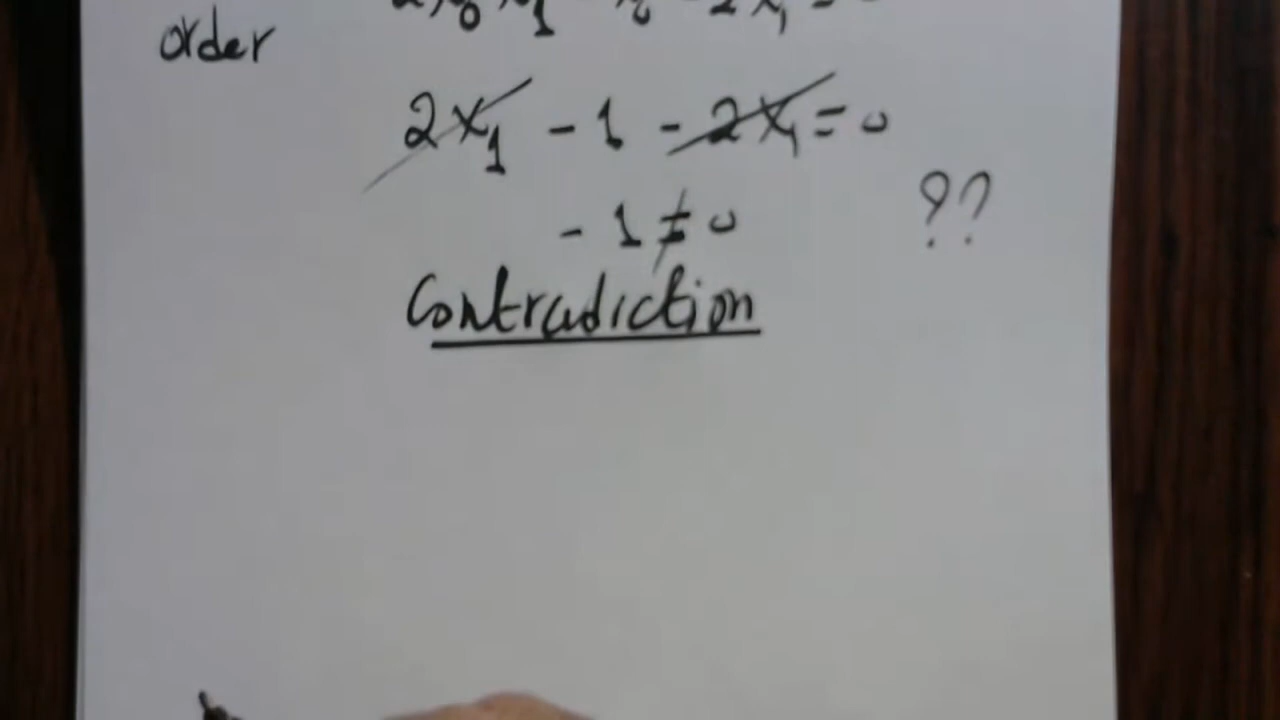 order
2x₁ - 1 - 2x₁ = 0
- 1 ≠ 0 ??
Contradiction